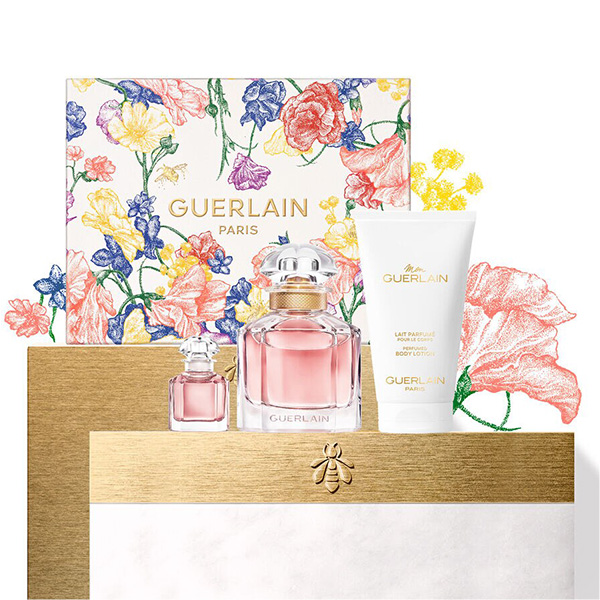 GUERLAIN
PARIS
Mon
GUERLAIN
LAIT PARFUMÉ
POUR LE CORPS
PERFUMED
BODY LOTION
GUERLAIN
PARIS
GUERLAIN